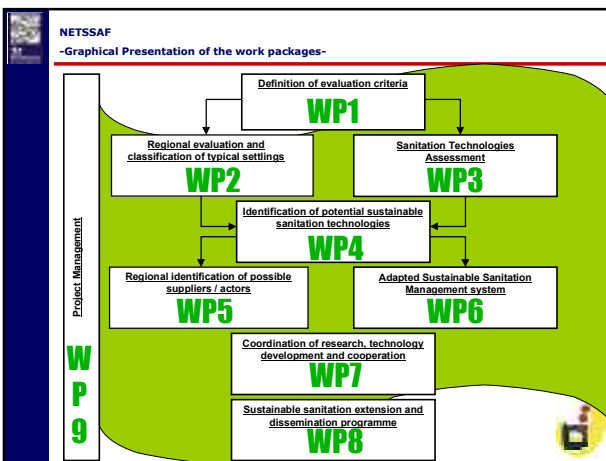 NETSSAF
-Graphical Presentation of the work packages-
Definition of evaluation criteria
WP1
Regional evaluation and
classification of typical settlings
WP2
Sanitation Technologies
Assessment
WP3
Identification of potential sustainable
sanitation technologies
WP4
Regional identification of possible
suppliers / actors
WP5
Adapted Sustainable Sanitation
Management system
WP6
Coordination of research, technology
development and cooperation
WP7
Sustainable sanitation extension and
dissemination programme
WP8
Project Management
W
P
9